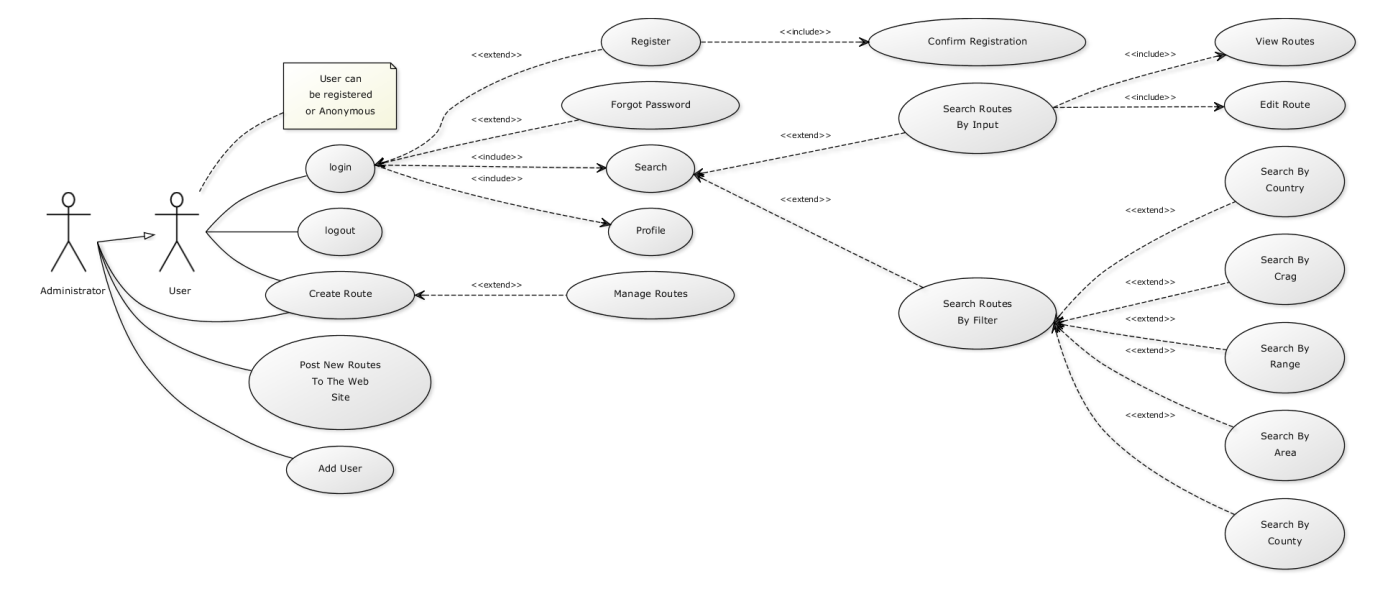 Register
<<include>>
Confirm Registration
View Routes
<<include>>
<<extend>>
User can
be registered
or Anonymous
Forgot Password
<<extend>>
Search Routes
By Input
<<include>>
Edit Route
<<extend>>
login
<<include>>
Search
<<include>>
<<extend>>
Search By
Country
<<extend>>
logout
Profile
Administrator
User
Create Route
<<extend>>
Manage Routes
Search Routes
By Filter
Search By
Crag
<<extend>>
<<extend>>
Search By
Range
<<extend>>
Post New Routes
To The Web
Site
<<extend>>
Search By
Area
Add User
Search By
County